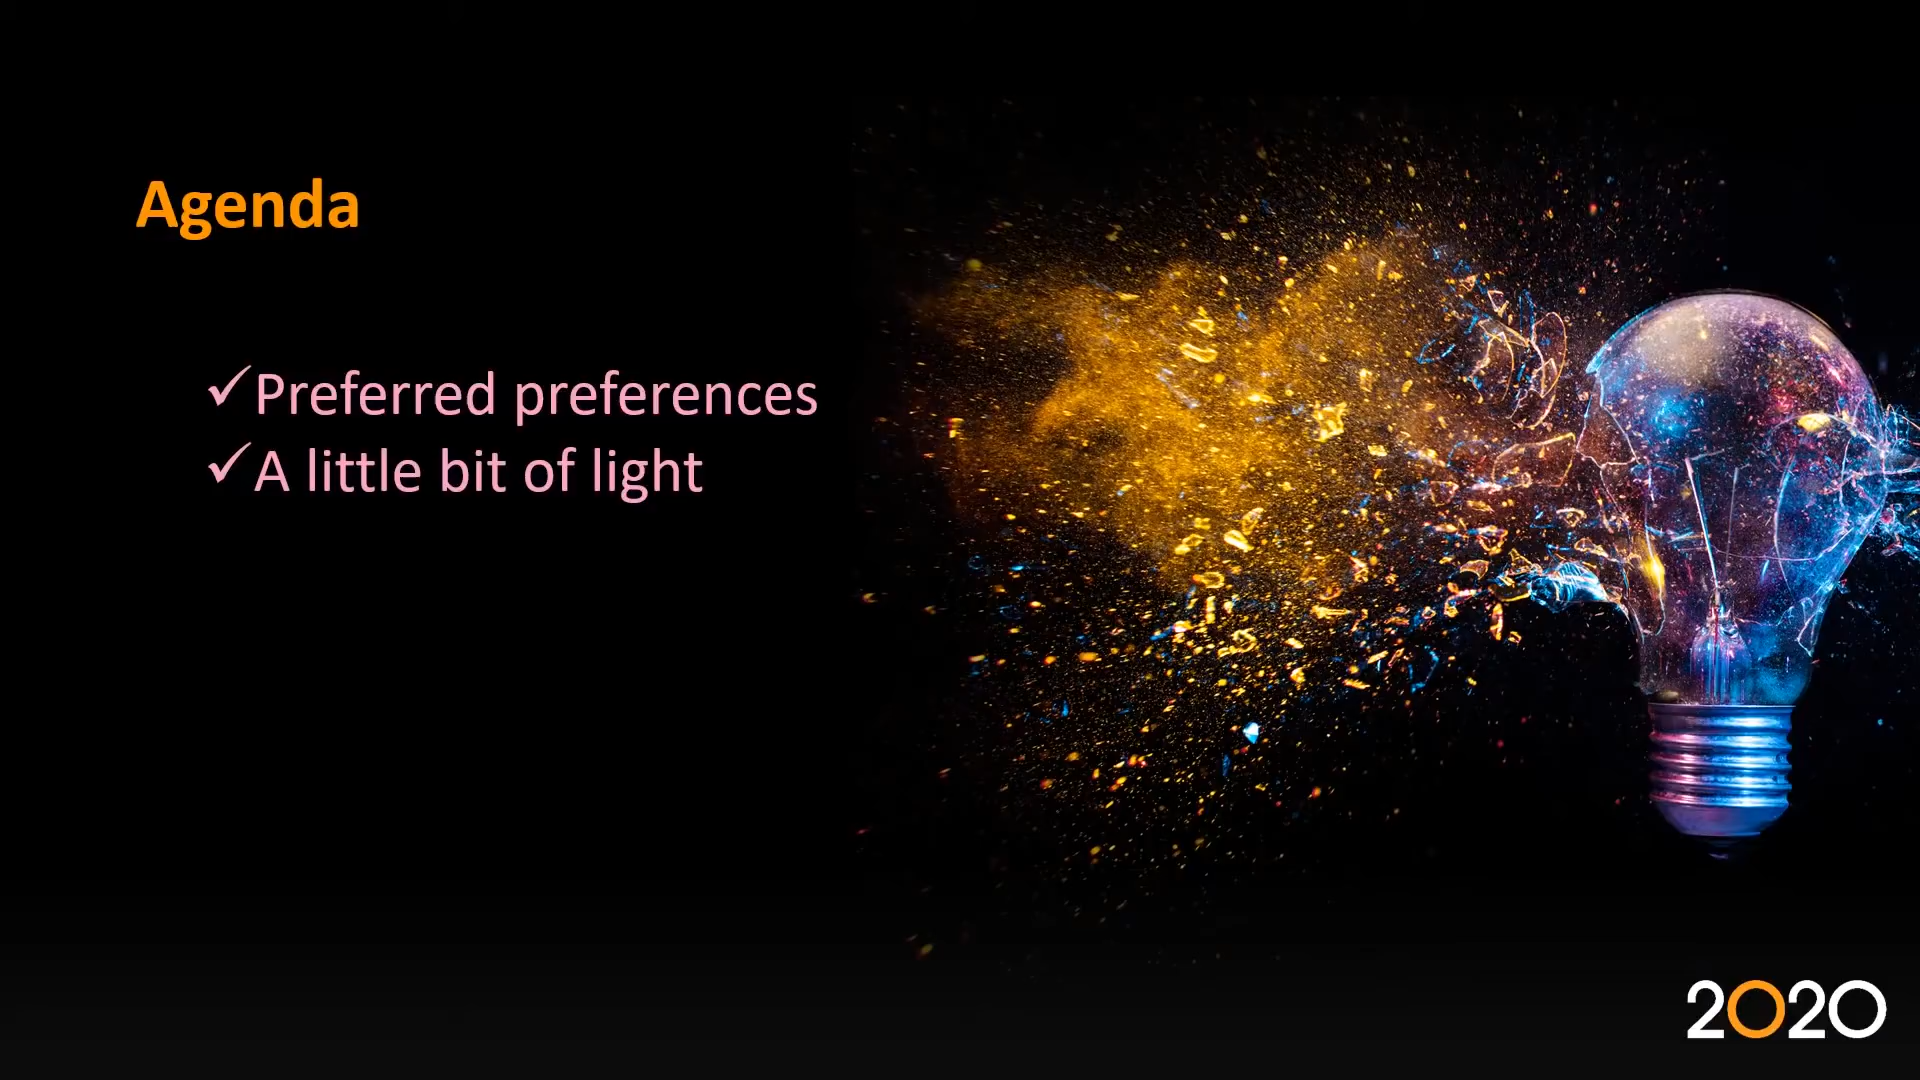 Agenda
✓Preferred preferences
✓A little bit of light
2020